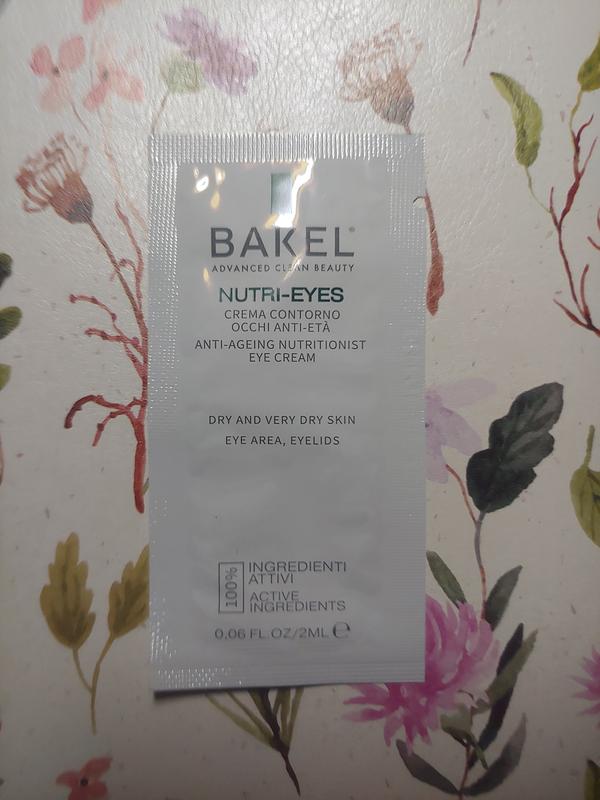 BAKEL®
ADVANCED CLEAN BEAUTY
NUTRI-EYES
CREMA CONTORNO
OCCHI ANTI-ETÀ
ANTI-AGEING NUTRITIONIST
EYE CREAM
DRY AND VERY DRY SKIN
EYE AREA, EYELIDS
100%
INGREDIENTI
ATTIVI
ACTIVE
INGREDIENTS
0,06 FL.OZ/2ML ℮